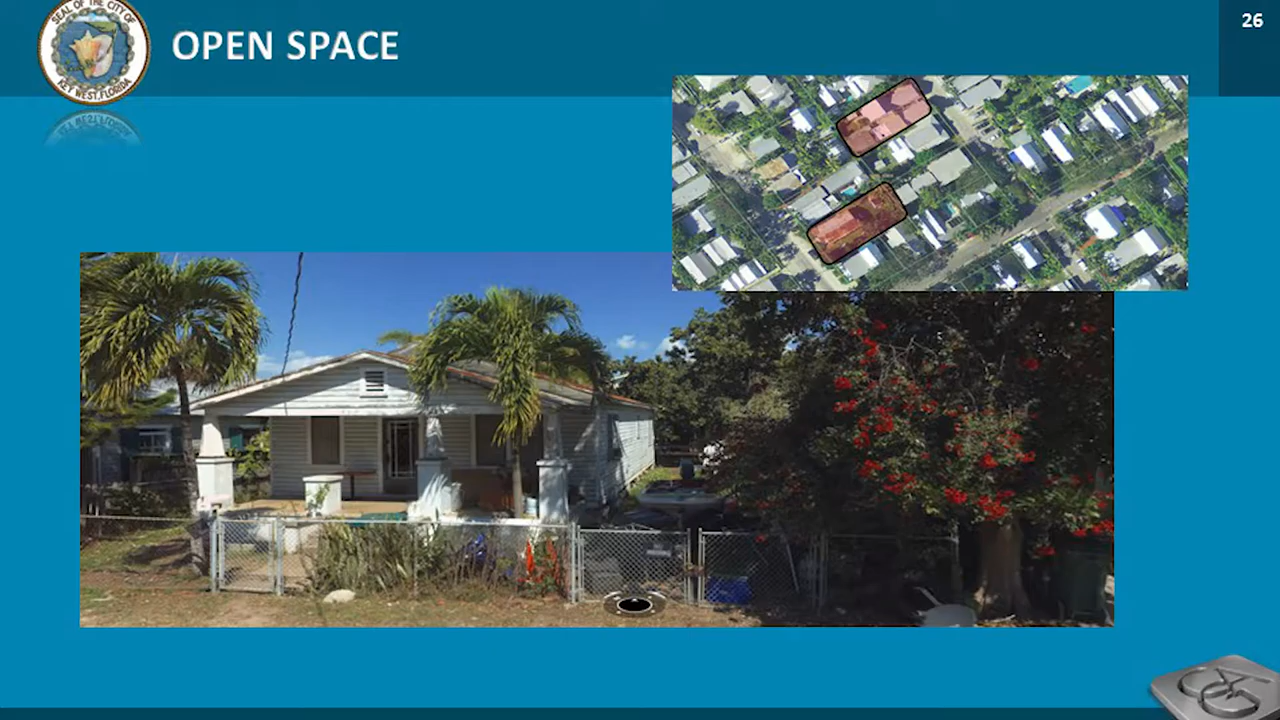 SEAL OF THE CITY OF
KEY WEST, FLORIDA
OPEN SPACE
26